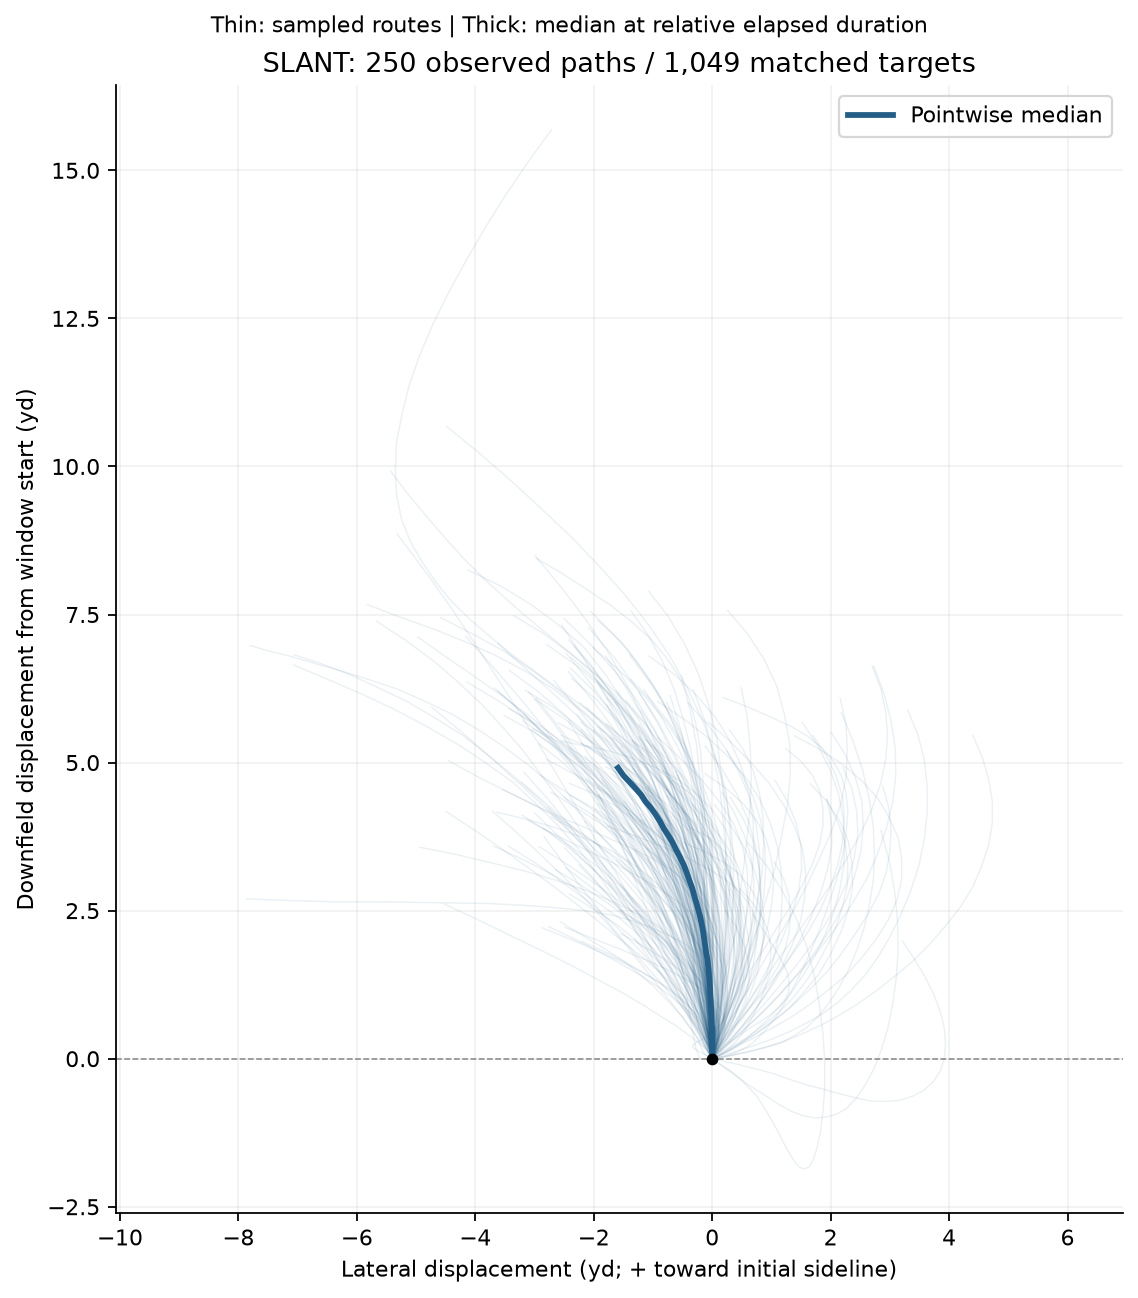 Thin: sampled routes | Thick: median at relative elapsed duration
SLANT: 250 observed paths / 1,049 matched targets
Pointwise median
Downfield displacement from window start (yd)
15.0
12.5
10.0
7.5
5.0
2.5
0.0
−2.5
−10 −8 −6 −4 −2 0 2 4 6
Lateral displacement (yd; + toward initial sideline)